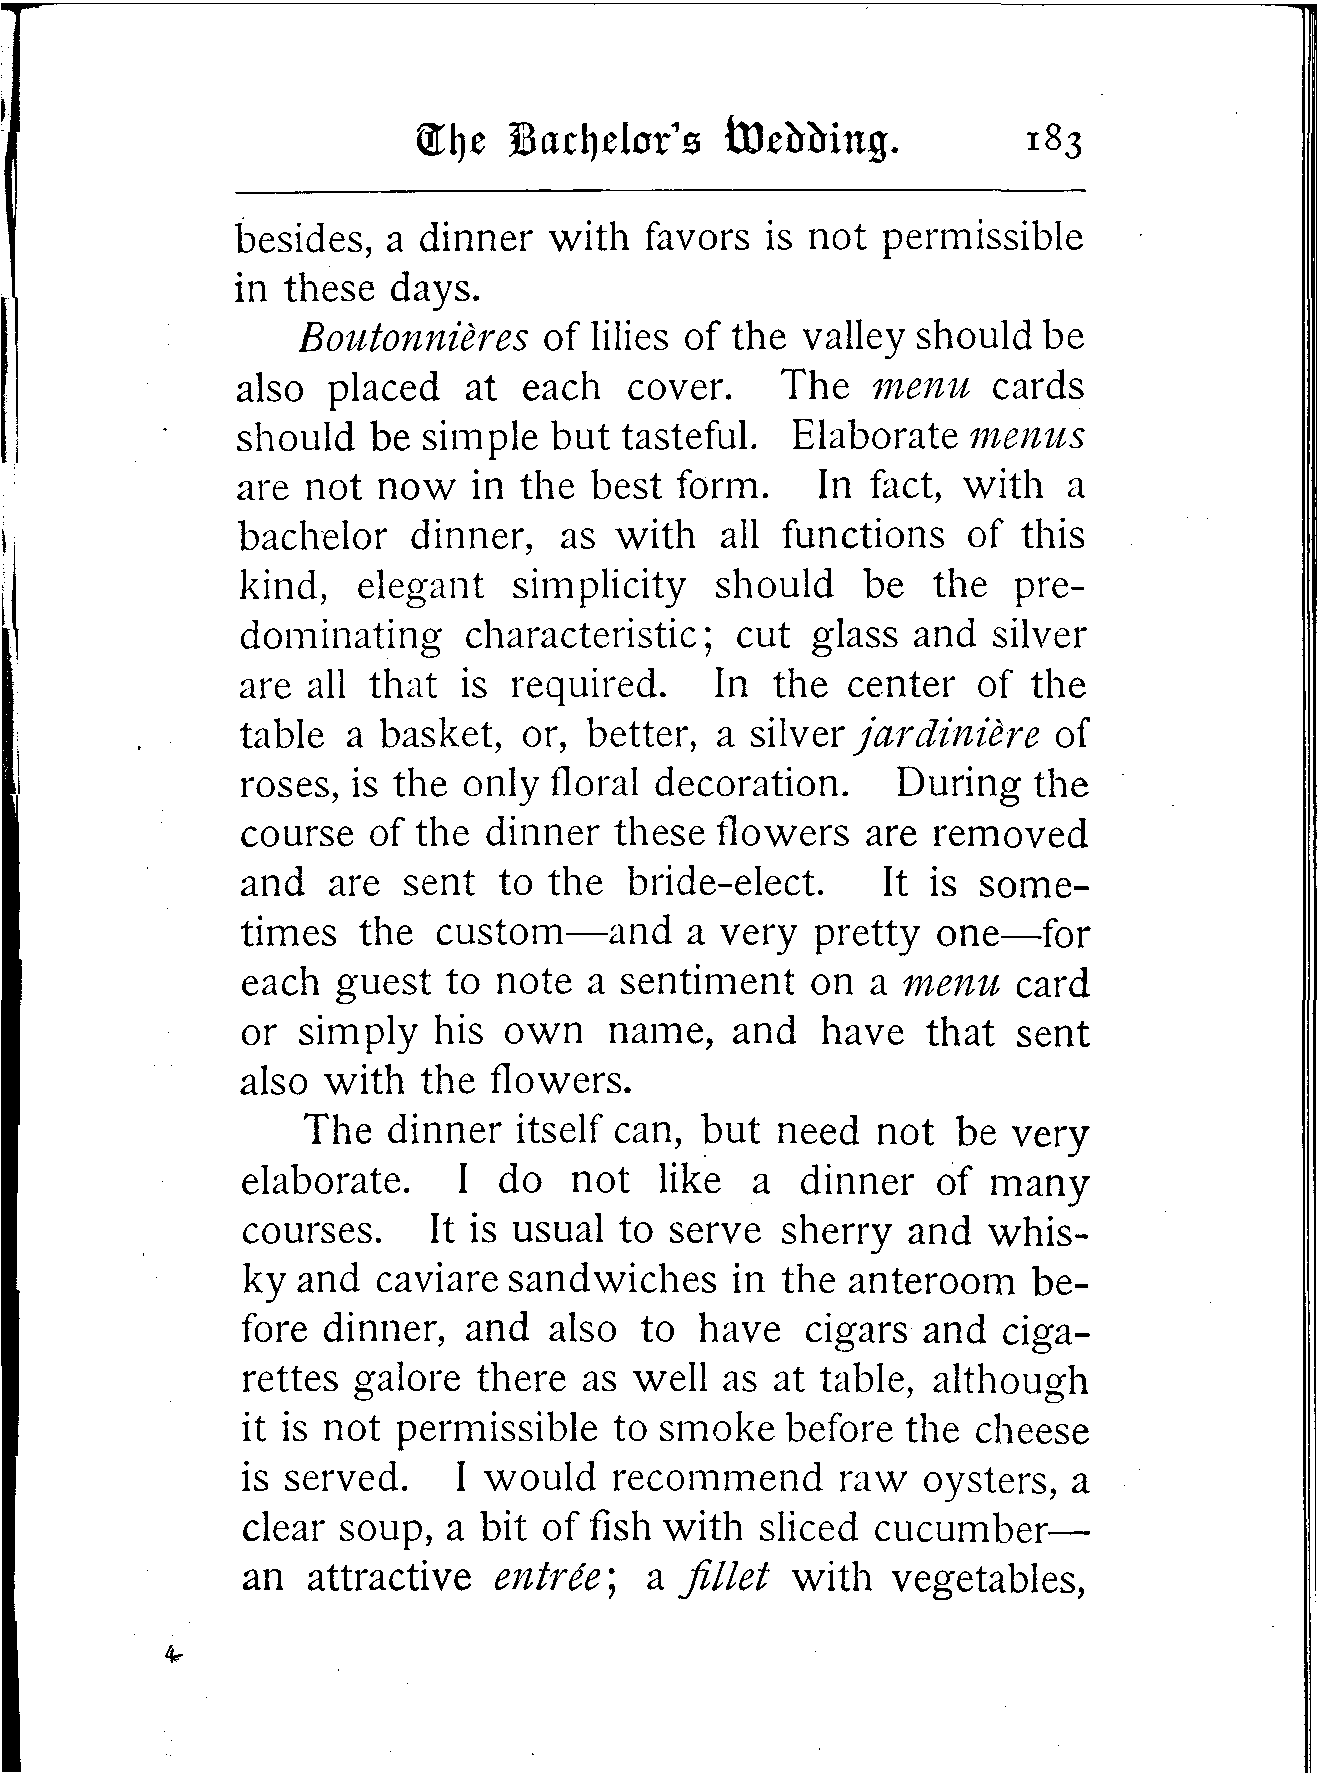 The Bachelor's Wedding. 183
besides, a dinner with favors is not permissible
in these days.
Boutonnières of lilies of the valley should be
also placed at each cover. The menu cards
should be simple but tasteful. Elaborate menus
are not now in the best form. In fact, with a
bachelor dinner, as with all functions of this
kind, elegant simplicity should be the pre-
dominating characteristic; cut glass and silver
are all that is required. In the center of the
table a basket, or, better, a silver jardinière of
roses, is the only floral decoration. During the
course of the dinner these flowers are removed
and are sent to the bride-elect. It is some-
times the custom—and a very pretty one—for
each guest to note a sentiment on a menu card
or simply his own name, and have that sent
also with the flowers.
The dinner itself can, but need not be very
elaborate. I do not like a dinner of many
courses. It is usual to serve sherry and whis-
ky and caviare sandwiches in the anteroom be-
fore dinner, and also to have cigars and ciga-
rettes galore there as well as at table, although
it is not permissible to smoke before the cheese
is served. I would recommend raw oysters, a
clear soup, a bit of fish with sliced cucumber—
an attractive entrée; a fillet with vegetables,